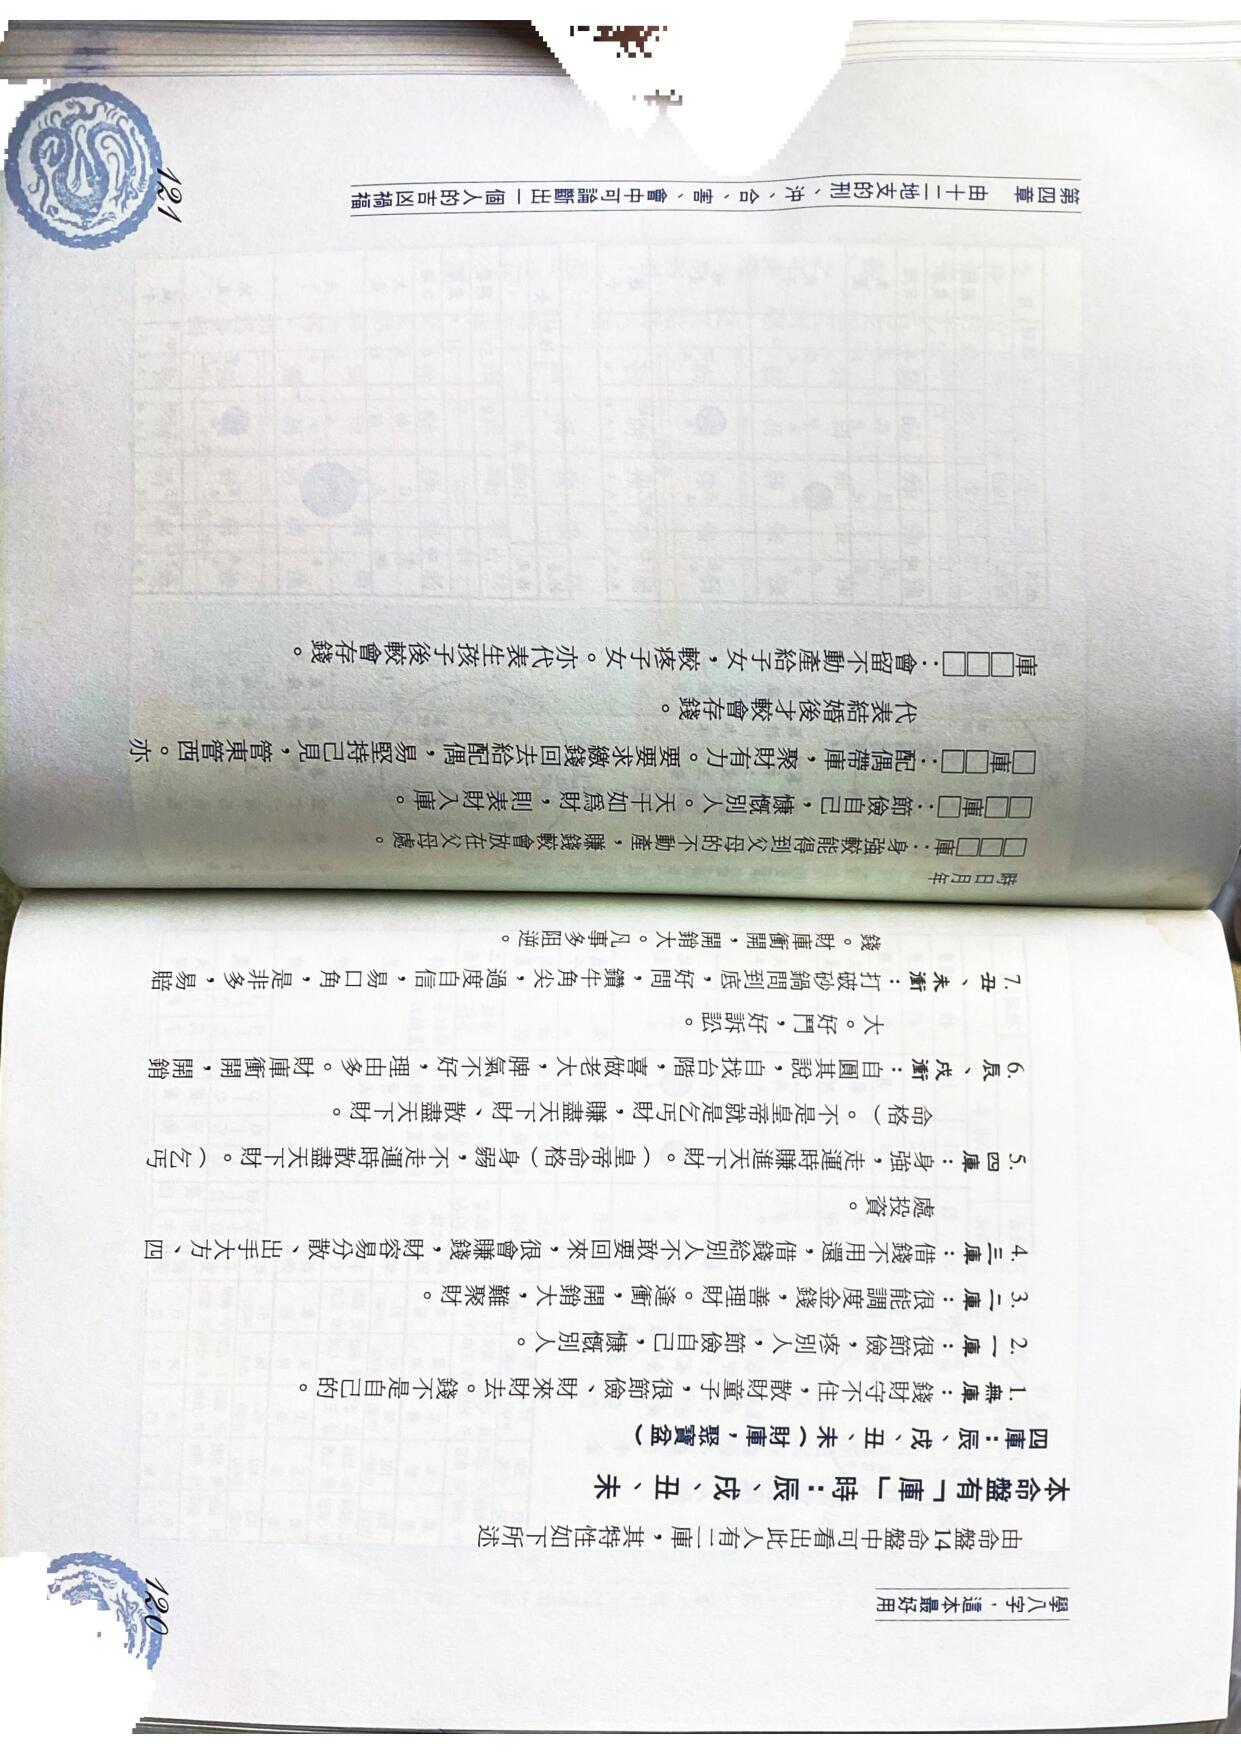 學八字，這本最好用
由命盤14命盤中可看出此人有二庫，其特性如下所述
本命盤有「庫」時：辰、戌、丑、未
四庫：辰、戌、丑、未（財庫，聚寶盆）
1.無庫：錢財守不住，散財童子，很節儉、財來財去。錢不是自己的。
2.一庫：很節儉，疼別人，節儉自己，慷慨別人。
3.二庫：很能調度金錢，善理財。逢衝，開銷大，難聚財。
4.三庫：借錢不用還，借錢給別人不敢要回來，很會賺錢，財容易分散、出手大方、四
處投資。
5.四庫：身強，走運時賺進天下財。（皇帝命格）身弱，不走運時散盡天下財。（乞丐
命格）。不是皇帝就是乞丐財，賺盡天下財、散盡天下財。
6.辰、戌衝：自圓其說，自找台階，喜做老大，脾氣不好，理由多。財庫衝開，開銷
大。好鬥，好訴訟。
7.丑、未衝：打破砂鍋問到底，好問，鑽牛角尖，過度自信，易口角，是非多，易賠
錢。財庫衝開，開銷大。凡事多阻逆。
120
時日月年
□□□庫：身強較能得到父母的不動產，賺錢較會放在父母處。
□□庫□：節儉自己，慷慨別人。天干如為財，則表財入庫。
□庫□□：配偶帶庫，聚財有力。要要求繳錢回去給配偶，易堅持己見，管東管西。亦
代表結婚後才較會存錢。
庫□□□：會留不動產給子女，較疼子女。亦代表生孩子後較會存錢。
第四章　由十二地支的刑、沖、合、害、會中可論斷出一個人的吉凶禍福
121